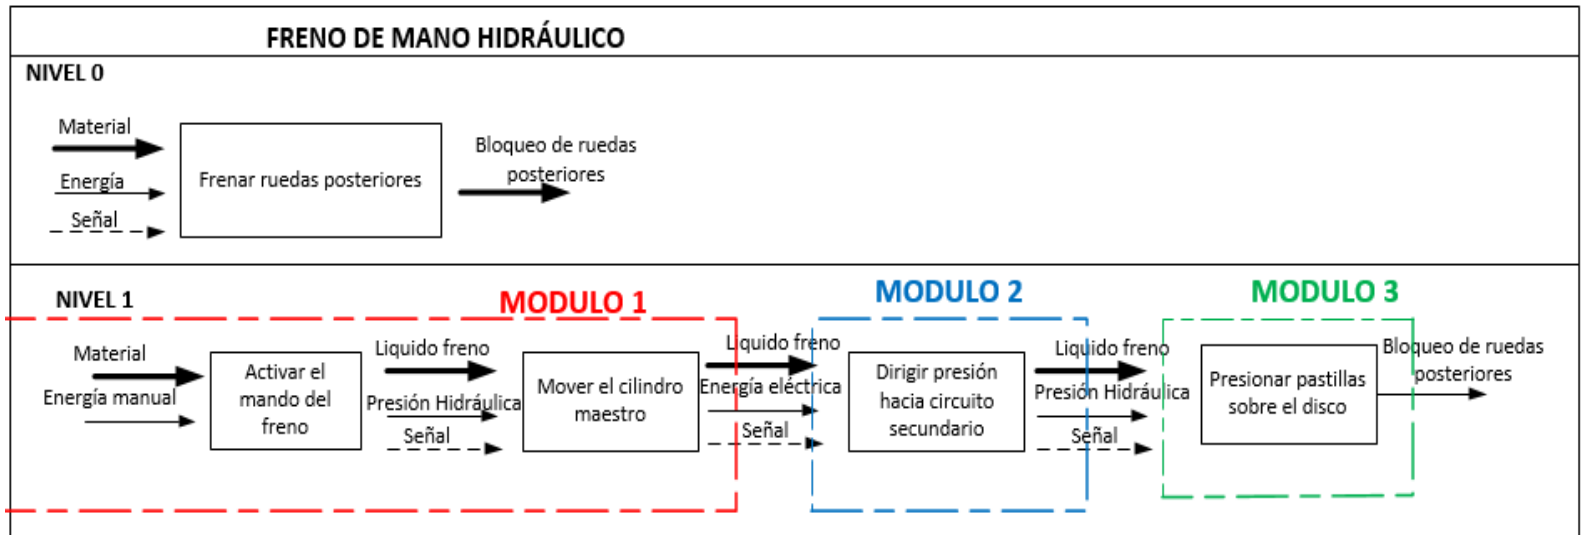 FRENO DE MANO HIDRÁULICO
NIVEL 0
Material
Energía
Señal
Frenar ruedas posteriores
Bloqueo de ruedas
posteriores
NIVEL 1
MODULO 1
MODULO 2
MODULO 3
Material
Energía manual
Activar el
mando del
freno
Liquido freno
Presión Hidráulica
Señal
Mover el cilindro
maestro
Liquido freno
Energía eléctrica
Señal
Dirigir presión
hacia circuito
secundario
Liquido freno
Presión Hidráulica
Señal
Presionar pastillas
sobre el disco
Bloqueo de ruedas
posteriores